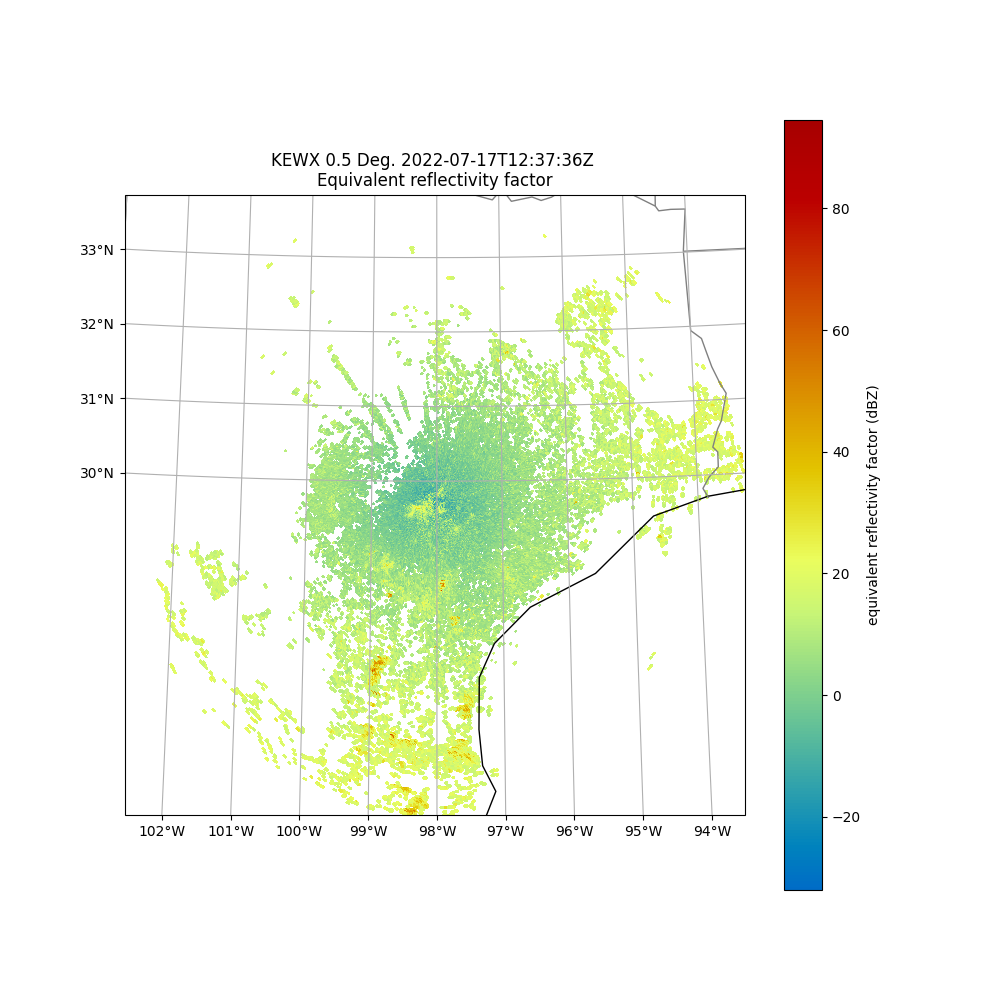 KEWX 0.5 Deg. 2022-07-17T12:37:36Z
Equivalent reflectivity factor
33°N
32°N
31°N
30°N
102°W 101°W 100°W 99°W 98°W 97°W 96°W 95°W 94°W
80
60
40
20
0
−20
equivalent reflectivity factor (dBZ)